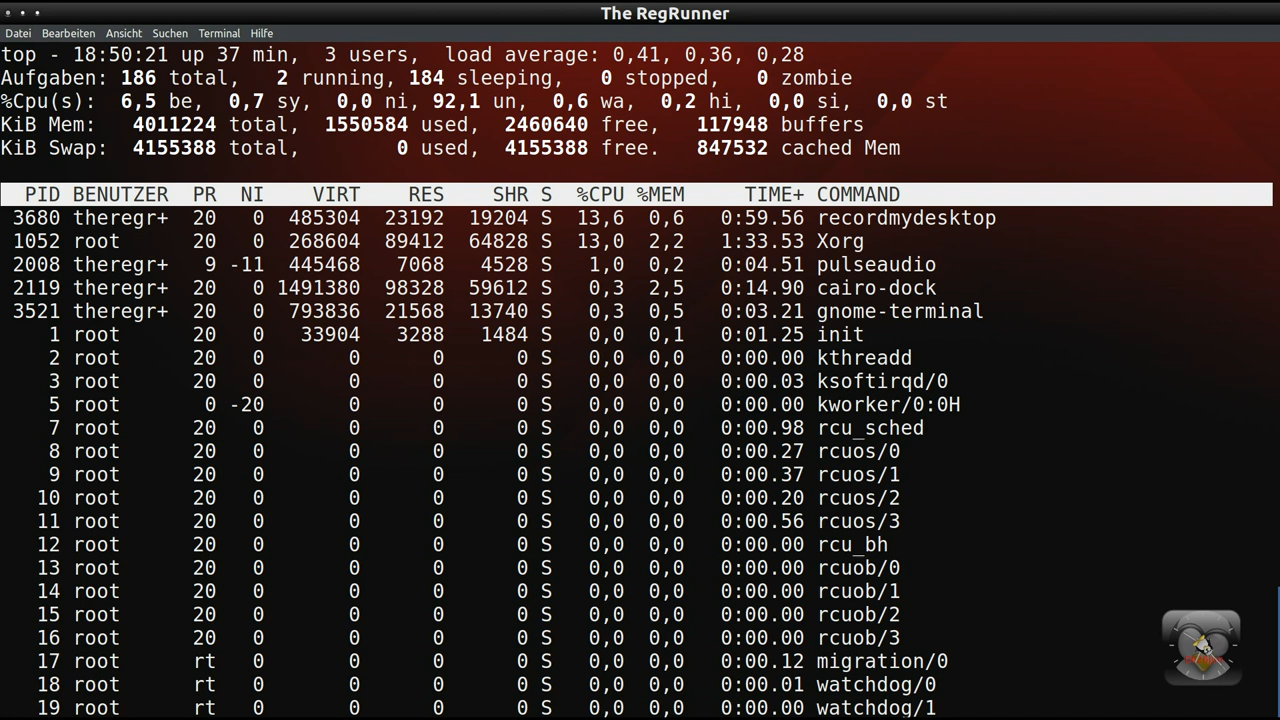 The RegRunner
Datei Bearbeiten Ansicht Suchen Terminal Hilfe
top - 18:50:21 up 37 min,  3 users,  load average: 0,41, 0,36, 0,28
Aufgaben: 186 total,   2 running, 184 sleeping,   0 stopped,   0 zombie
%Cpu(s):  6,5 be,  0,7 sy,  0,0 ni, 92,1 un,  0,6 wa,  0,2 hi,  0,0 si,  0,0 st
KiB Mem:   4011224 total,  1550584 used,  2460640 free,   117948 buffers
KiB Swap:  4155388 total,        0 used,  4155388 free.   847532 cached Mem
PID BENUTZER  PR  NI    VIRT    RES    SHR S  %CPU %MEM     TIME+ COMMAND
3680 theregr+  20   0  485304  23192  19204 S  13,6  0,6   0:59.56 recordmydesktop
1052 root      20   0  268604  89412  64828 S  13,0  2,2   1:33.53 Xorg
2008 theregr+   9 -11  445468   7068   4528 S   1,0  0,2   0:04.51 pulseaudio
2119 theregr+  20   0 1491380  98328  59612 S   0,3  2,5   0:14.90 cairo-dock
3521 theregr+  20   0  793836  21568  13740 S   0,3  0,5   0:03.21 gnome-terminal
1 root      20   0   33904   3288   1484 S   0,0  0,1   0:01.25 init
2 root      20   0       0      0      0 S   0,0  0,0   0:00.00 kthreadd
3 root      20   0       0      0      0 S   0,0  0,0   0:00.03 ksoftirqd/0
5 root       0 -20       0      0      0 S   0,0  0,0   0:00.00 kworker/0:0H
7 root      20   0       0      0      0 S   0,0  0,0   0:00.98 rcu_sched
8 root      20   0       0      0      0 S   0,0  0,0   0:00.27 rcuos/0
9 root      20   0       0      0      0 S   0,0  0,0   0:00.37 rcuos/1
10 root      20   0       0      0      0 S   0,0  0,0   0:00.20 rcuos/2
11 root      20   0       0      0      0 S   0,0  0,0   0:00.56 rcuos/3
12 root      20   0       0      0      0 S   0,0  0,0   0:00.00 rcu_bh
13 root      20   0       0      0      0 S   0,0  0,0   0:00.00 rcuob/0
14 root      20   0       0      0      0 S   0,0  0,0   0:00.00 rcuob/1
15 root      20   0       0      0      0 S   0,0  0,0   0:00.00 rcuob/2
16 root      20   0       0      0      0 S   0,0  0,0   0:00.00 rcuob/3
17 root      rt   0       0      0      0 S   0,0  0,0   0:00.12 migration/0
18 root      rt   0       0      0      0 S   0,0  0,0   0:00.01 watchdog/0
19 root      rt   0       0      0      0 S   0,0  0,0   0:00.00 watchdog/1